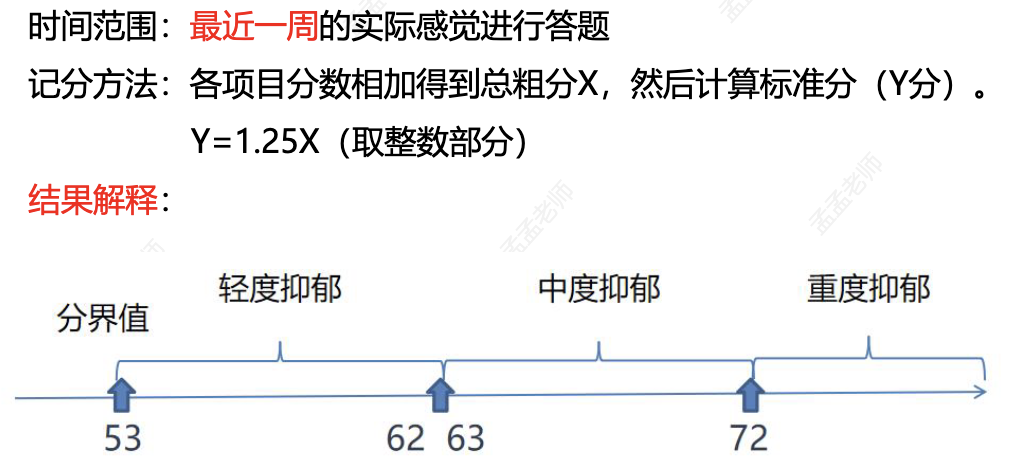 时间范围：最近一周的实际感觉进行答题
记分方法：各项目分数相加得到总粗分X，然后计算标准分（Y分）。
Y=1.25X（取整数部分）
结果解释：
孟孟老师
孟孟老师
轻度抑郁
中度抑郁
重度抑郁
分界值
53
62
63
72